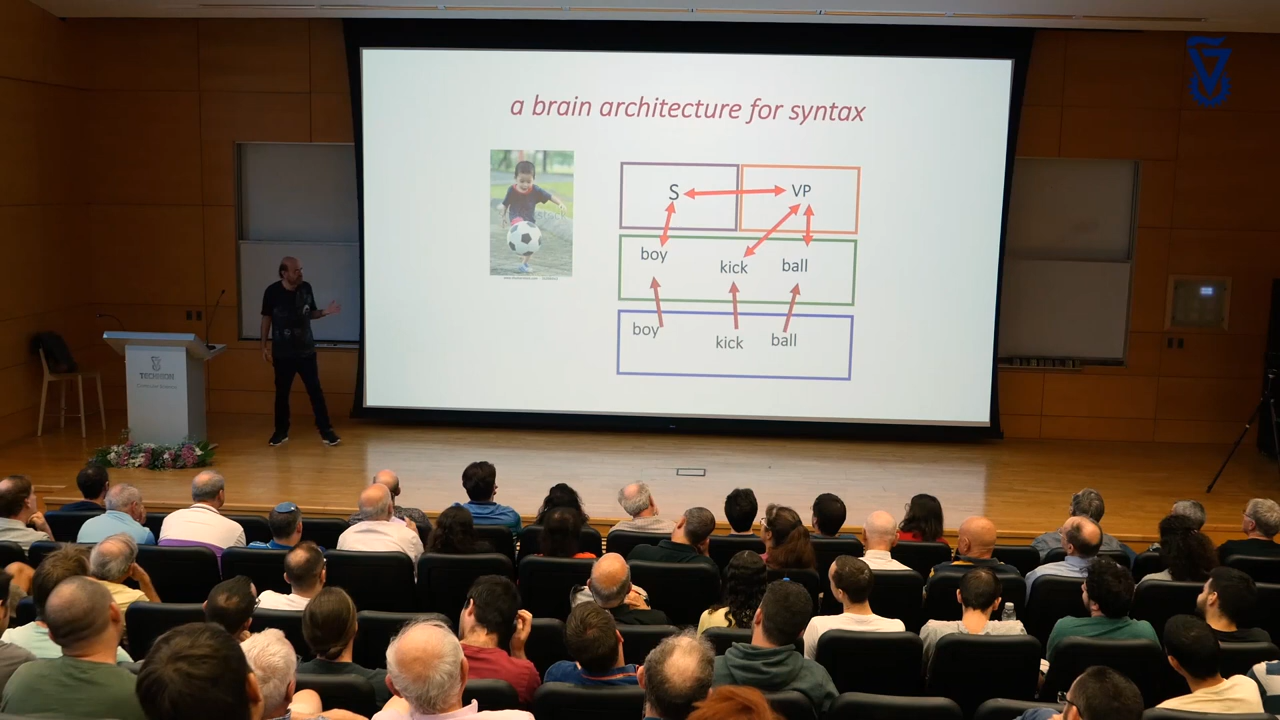 a brain architecture for syntax
S
VP
boy
kick
ball
boy
kick
ball
TECHNION